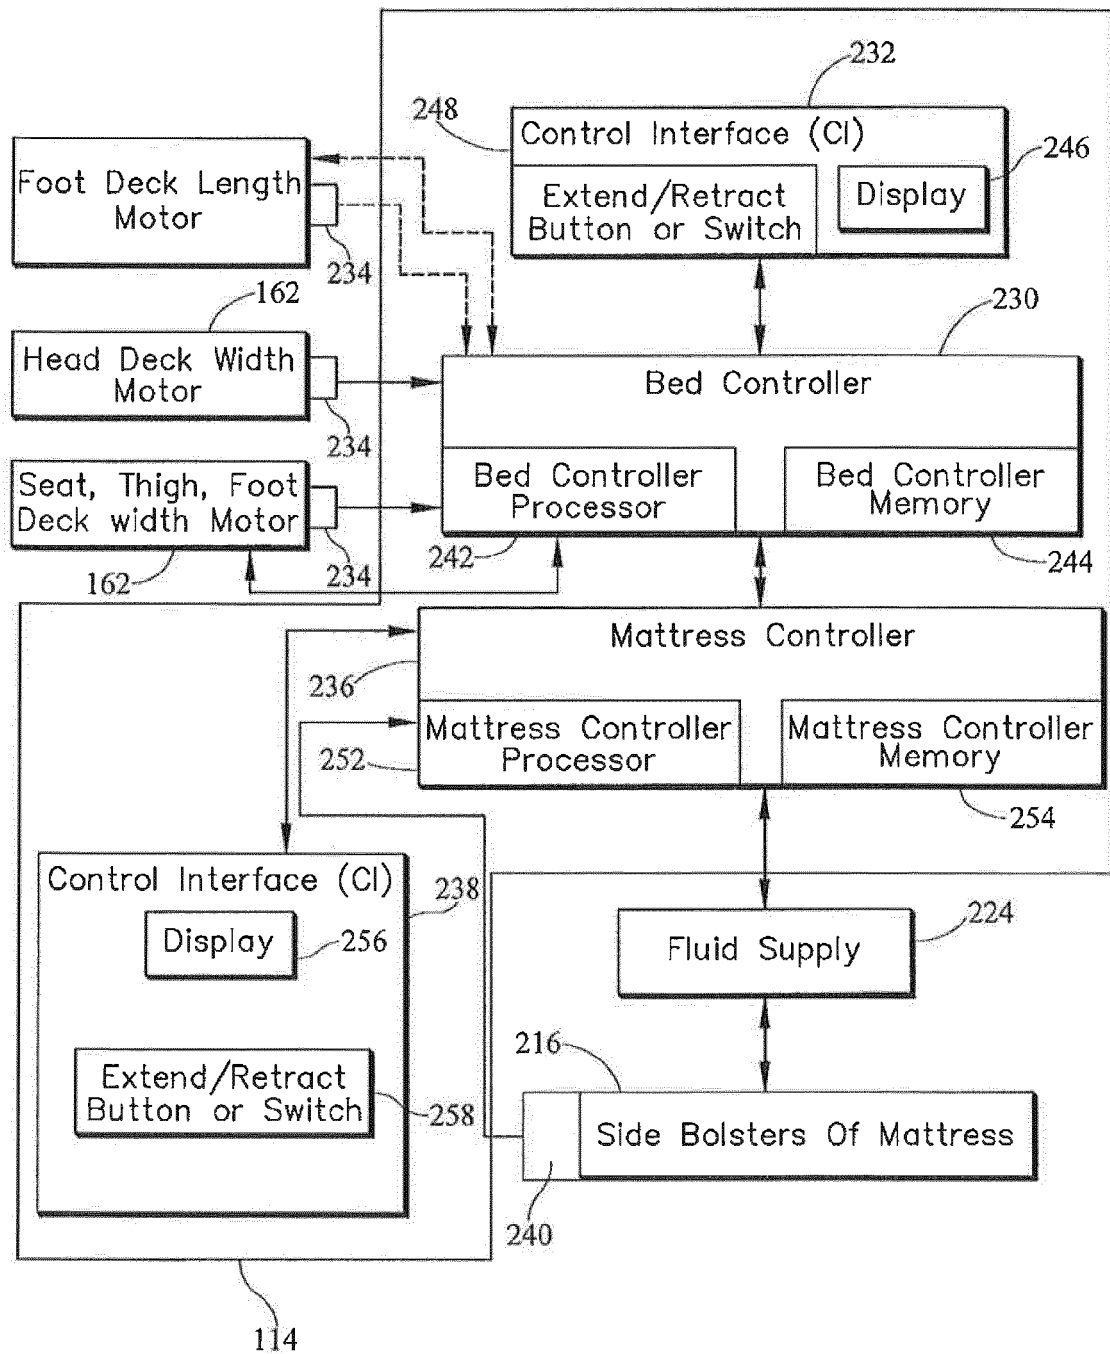 232
248
Control Interface (CI)
246
Extend/Retract
Button or Switch
Display
Foot Deck Length
Motor
234
162
230
Head Deck Width
Motor
234
Bed Controller
Seat, Thigh, Foot
Deck width Motor
234
162
Bed Controller
Processor
Bed Controller
Memory
242
244
Mattress Controller
236
Mattress Controller
Processor
Mattress Controller
Memory
252
254
Control Interface (CI)
238
Display
256
224
Fluid Supply
216
Extend/Retract
Button or Switch
258
Side Bolsters Of Mattress
240
114